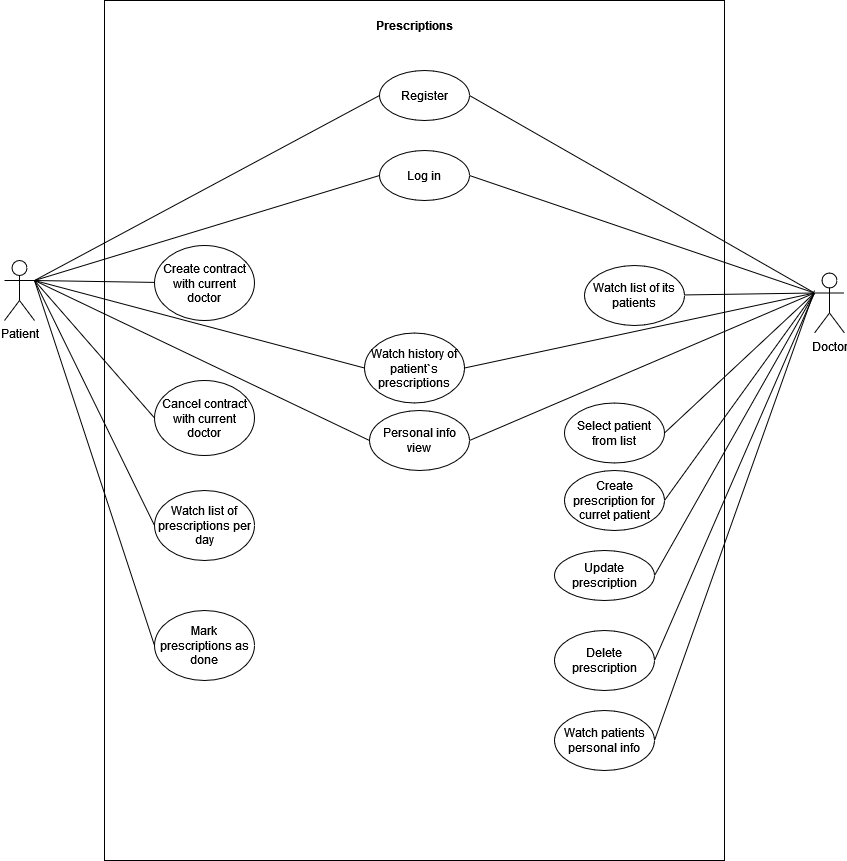 Prescriptions
Register
Log in
Create contract
with current
doctor
Watch list of its
patients
Patient
Doctor
Watch history of
patient`s
prescriptions
Cancel contract
with current
doctor
Personal info
view
Select patient
from list
Create
prescription for
curret patient
Watch list of
prescriptions per
day
Update
prescription
Mark
prescriptions as
done
Delete
prescription
Watch patients
personal info